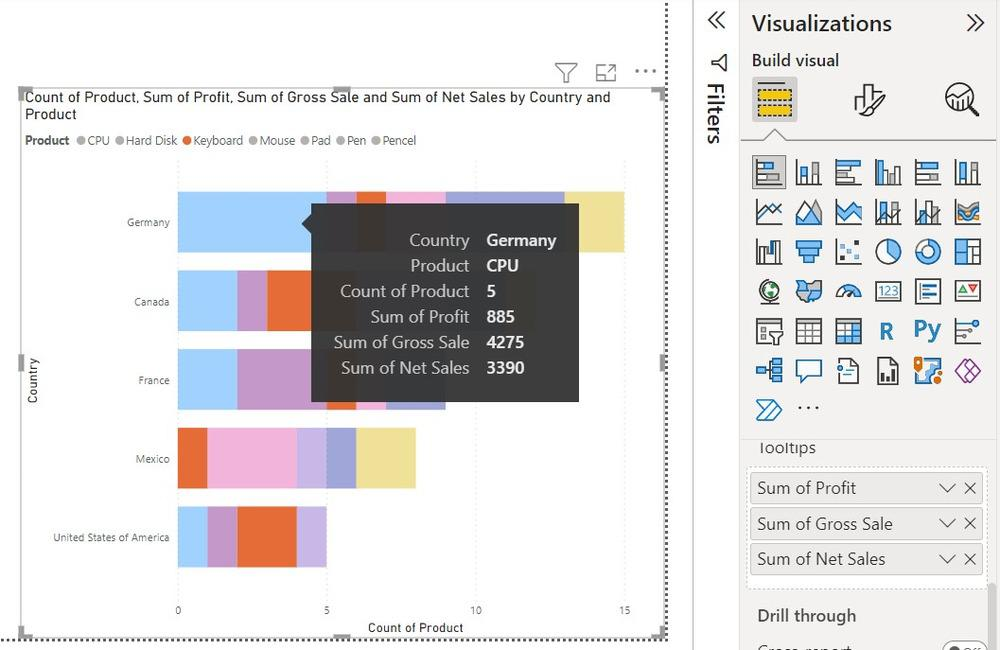 Visualizations
Build visual
Filters
Count of Product, Sum of Profit, Sum of Gross Sale and Sum of Net Sales by Country and
Product
Product CPU Hard Disk Keyboard Mouse Pad Pen Pencel
Country
Germany
Canada
France
Mexico
United States of America
Country Germany
Product CPU
Count of Product 5
Sum of Profit 885
Sum of Gross Sale 4275
Sum of Net Sales 3390
0 5 10 15
Count of Product
123
R Py
Tooltips
Sum of Profit
Sum of Gross Sale
Sum of Net Sales
Drill through